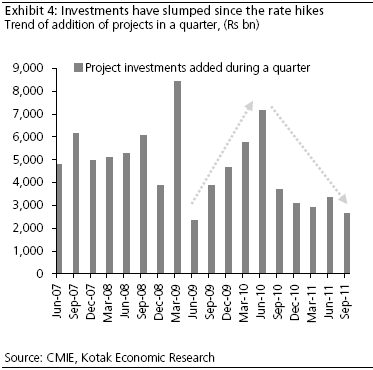 Exhibit 4: Investments have slumped since the rate hikes
Trend of addition of projects in a quarter, (Rs bn)
Project investments added during a quarter
9,000
8,000
7,000
6,000
5,000
4,000
3,000
2,000
1,000
0
Jun-07
Sep-07
Dec-07
Mar-08
Jun-08
Sep-08
Dec-08
Mar-09
Jun-09
Sep-09
Dec-09
Mar-10
Jun-10
Sep-10
Dec-10
Mar-11
Jun-11
Sep-11
Source: CMIE, Kotak Economic Research